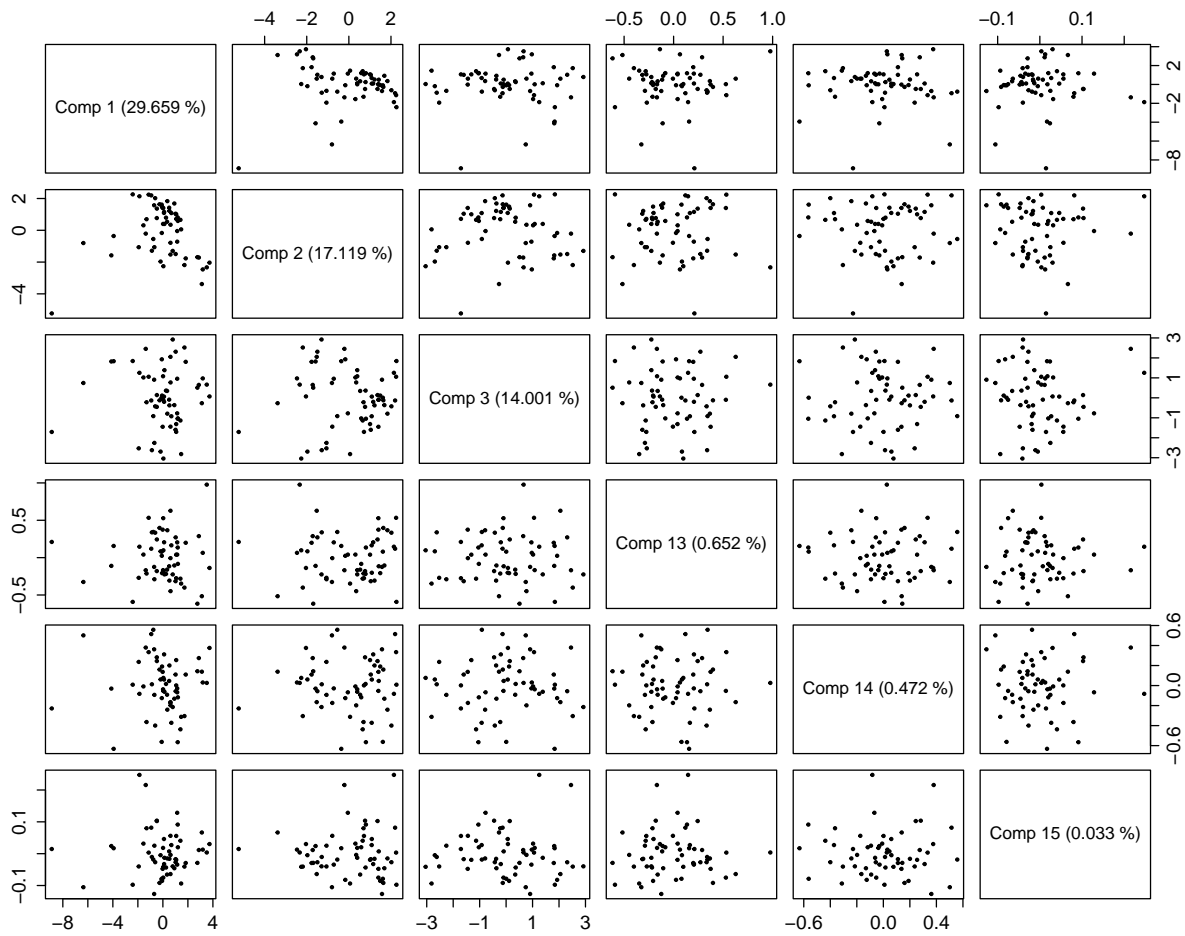 −4 −2 0 2 −0.5 0.0 0.5 1.0 −0.1 0.1
Comp 1 (29.659 %) −8 −2 2
−4 0 2 Comp 2 (17.119 %)
Comp 3 (14.001 %) −3 −1 1 3
−0.5 0.5 Comp 13 (0.652 %)
Comp 14 (0.472 %) −0.6 0.0 0.6
−0.1 0.1 Comp 15 (0.033 %)
−8 −4 0 4 −3 −1 1 3 −0.6 0.0 0.4